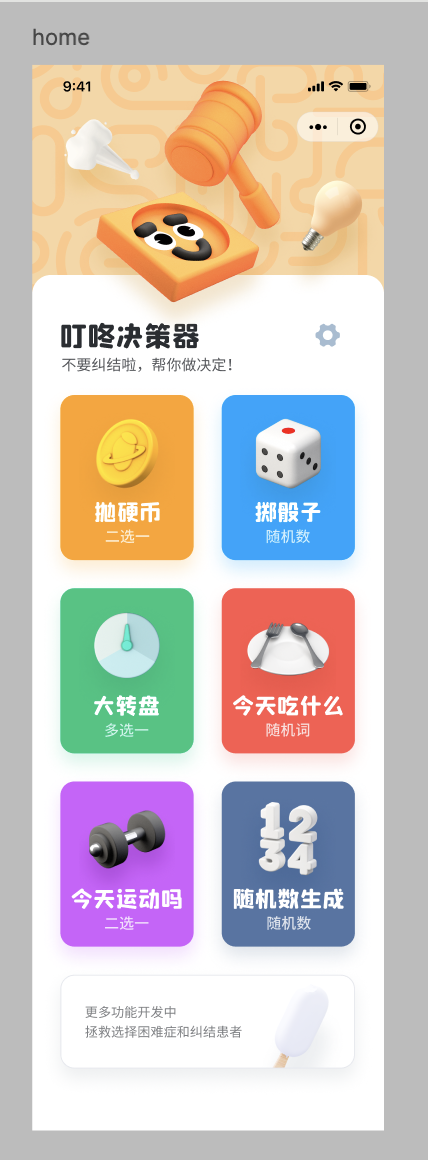 home
9:41
叮咚决策器
不要纠结啦，帮你做决定！
抛硬币
二选一
掷骰子
随机数
大转盘
多选一
今天吃什么
随机词
今天运动吗
二选一
1 2
3 4
随机数生成
随机数
更多功能开发中
拯救选择困难症和纠结患者